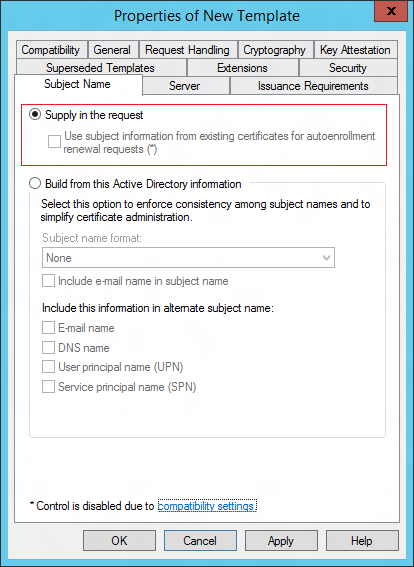 Properties of New Template
x
Compatibility General Request Handling Cryptography Key Attestation
Superseded Templates Extensions Security
Subject Name Server Issuance Requirements
Supply in the request
Use subject information from existing certificates for autoenrollment
renewal requests (*)
Build from this Active Directory information
Select this option to enforce consistency among subject names and to
simplify certificate administration.
Subject name format:
None
Include e-mail name in subject name
Include this information in alternate subject name:
E-mail name
DNS name
User principal name (UPN)
Service principal name (SPN)
* Control is disabled due to compatibility settings.
OK Cancel Apply Help